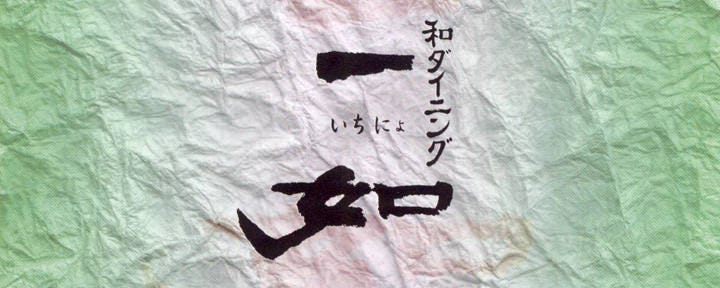 和ダイニング
一如
いちにょ